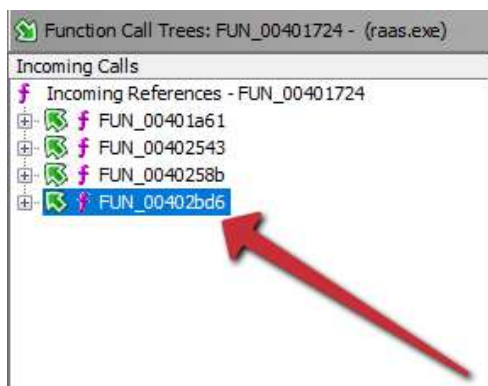 Function Call Trees: FUN_00401724 - (raas.exe)
Incoming Calls
f Incoming References - FUN_00401724
f FUN_00401a61
f FUN_00402543
f FUN_0040258b
f FUN_00402bd6